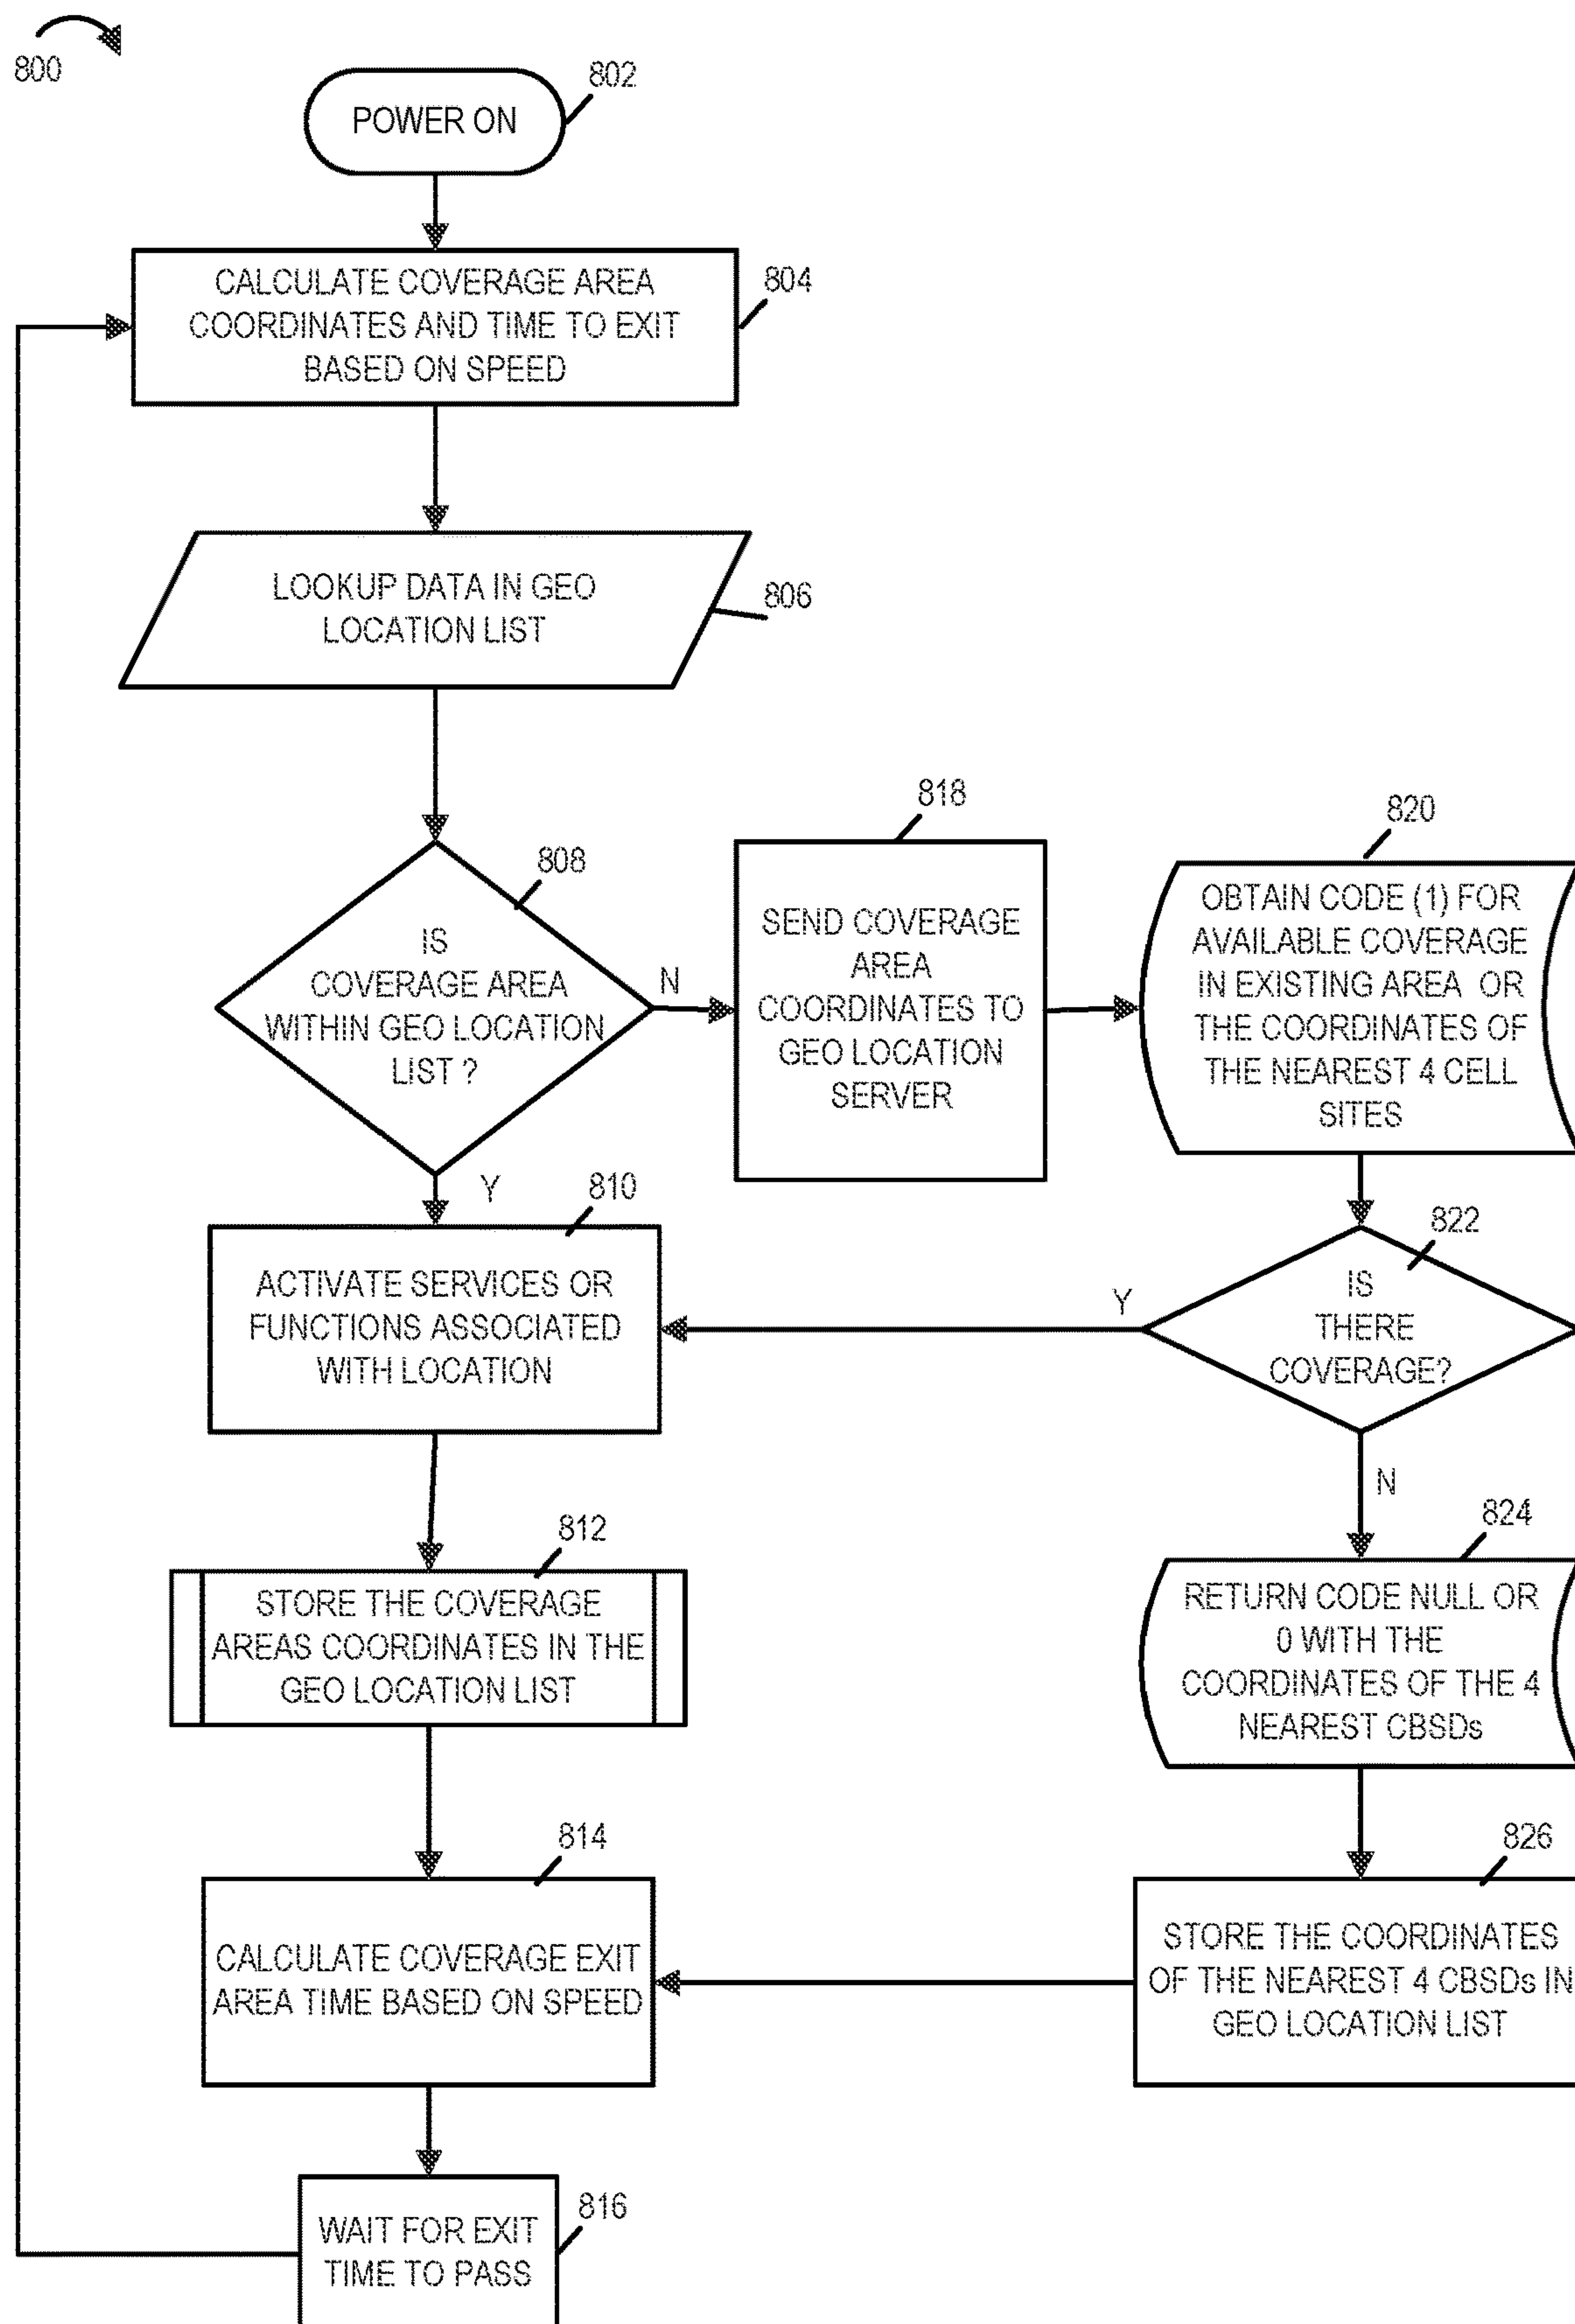 800
802
POWER ON
CALCULATE COVERAGE AREA
COORDINATES AND TIME TO EXIT
BASED ON SPEED
804
LOOKUP DATA IN GEO
LOCATION LIST
806
808
IS
COVERAGE AREA
WITHIN GEO LOCATION
LIST ?
N
Y
818
SEND COVERAGE
AREA
COORDINATES TO
GEO LOCATION
SERVER
820
OBTAIN CODE (1) FOR
AVAILABLE COVERAGE
IN EXISTING AREA OR
THE COORDINATES OF
THE NEAREST 4 CELL
SITES
810
ACTIVATE SERVICES OR
FUNCTIONS ASSOCIATED
WITH LOCATION
822
IS
THERE
COVERAGE?
Y
N
812
STORE THE COVERAGE
AREAS COORDINATES IN THE
GEO LOCATION LIST
824
RETURN CODE NULL OR
0 WITH THE
COORDINATES OF THE 4
NEAREST CBSDs
814
CALCULATE COVERAGE EXIT
AREA TIME BASED ON SPEED
826
STORE THE COORDINATES
OF THE NEAREST 4 CBSDs IN
GEO LOCATION LIST
816
WAIT FOR EXIT
TIME TO PASS